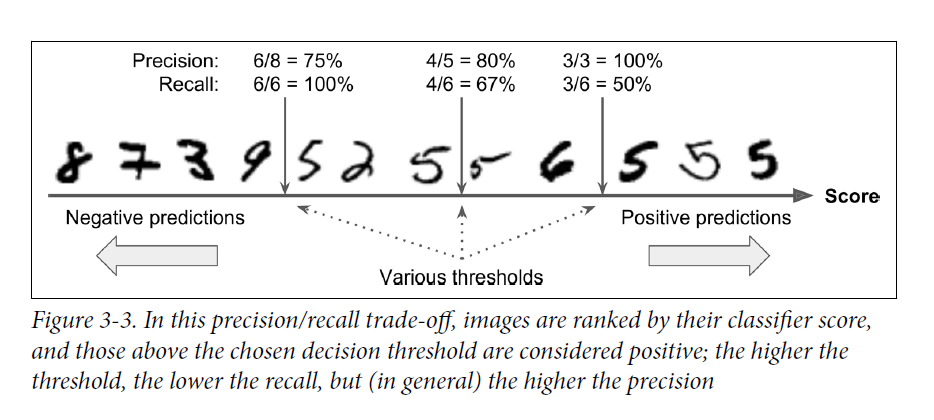 Precision: 6/8 = 75% 4/5 = 80% 3/3 = 100%
Recall: 6/6 = 100% 4/6 = 67% 3/6 = 50%
8 7 3 9 5 2 5 5 6 5 5 5
Score
Negative predictions Positive predictions
Various thresholds
Figure 3-3. In this precision/recall trade-off, images are ranked by their classifier score,
and those above the chosen decision threshold are considered positive; the higher the
threshold, the lower the recall, but (in general) the higher the precision